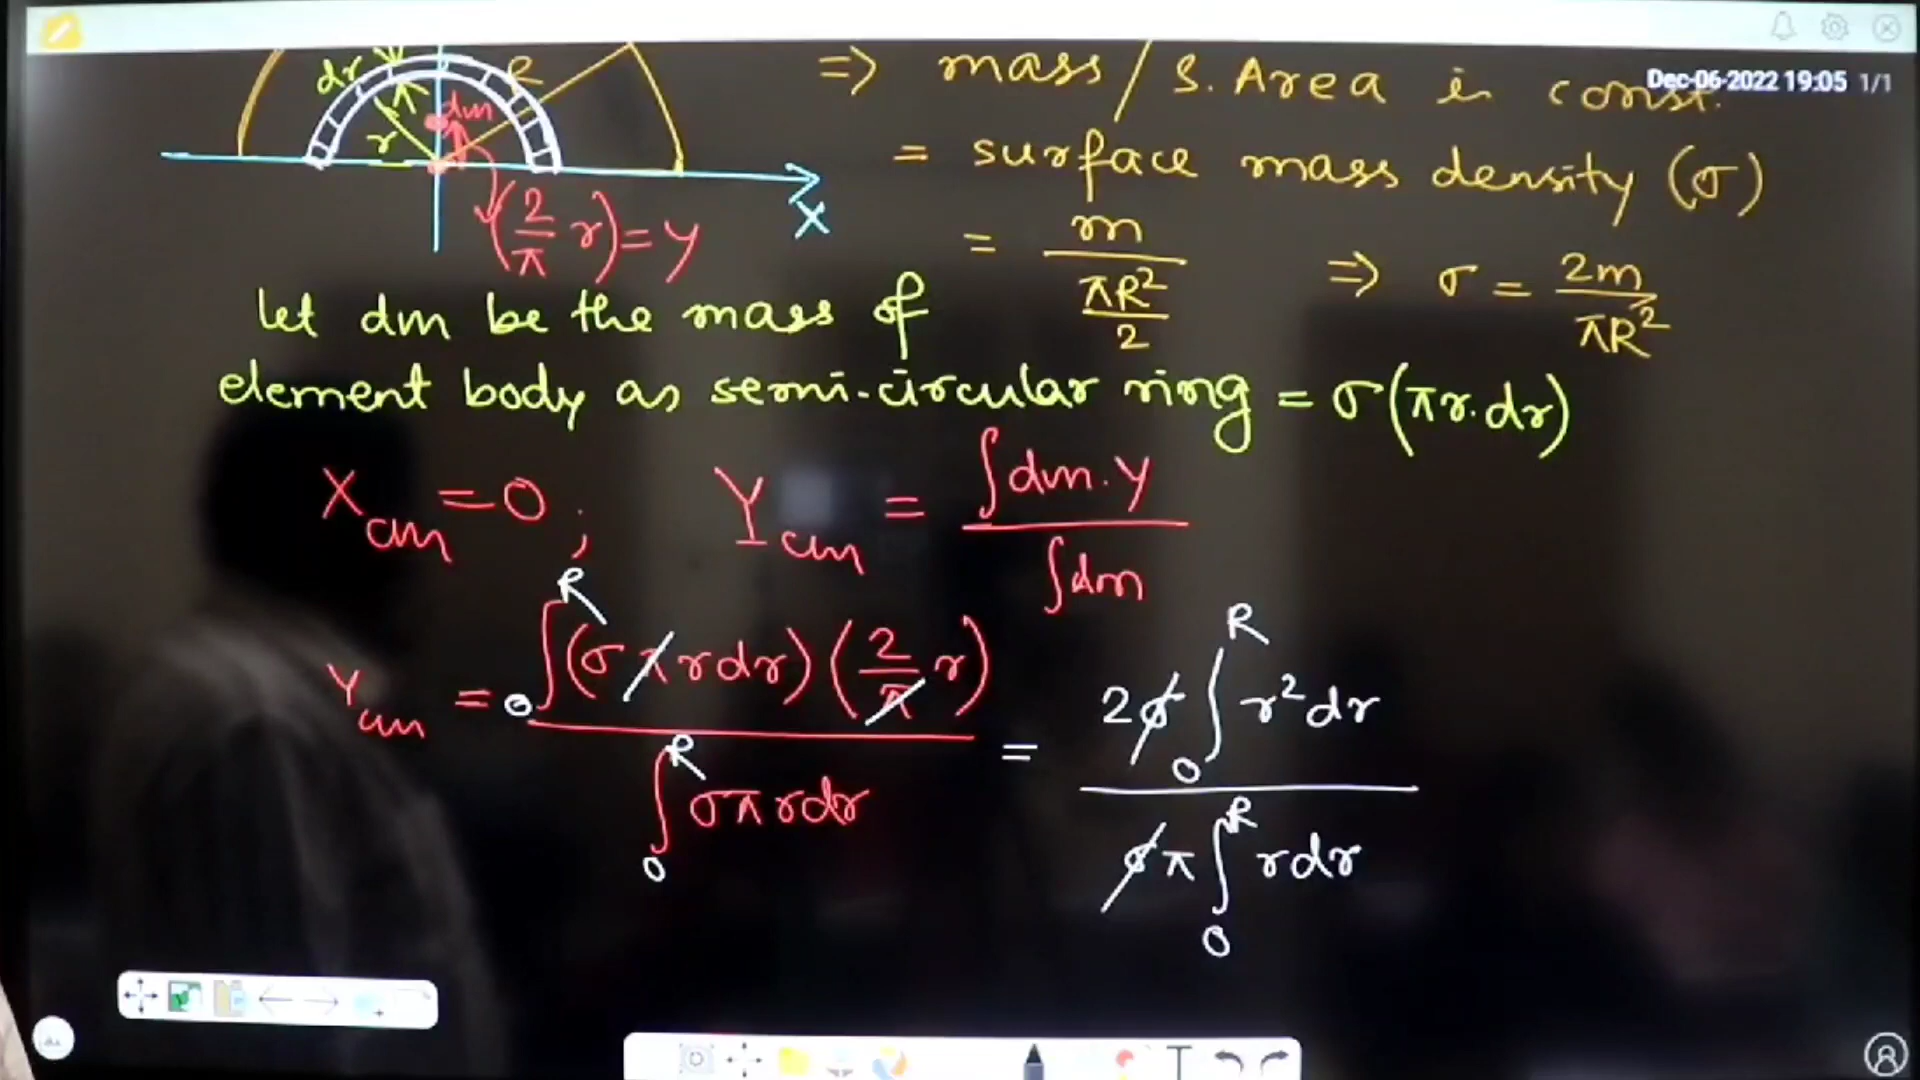 Dec-06-2022 19:05 1/1
dr R
⇒ mass / S. Area is const.
r dm
= surface mass density (σ)
X
(2/π r) = y
= m / (πR²/2) ⇒ σ = 2m / πR²
let dm be the mass of
element body as semi-circular ring = σ(πr.dr)
Xcm = 0 ; Ycm = ∫dm.y / ∫dm
Ycm = ∫₀ᴿ (σπrdr)(2/π r) / ∫₀ᴿ σπrdr = 2σ∫₀ᴿ r²dr / σπ∫₀ᴿ rdr
T